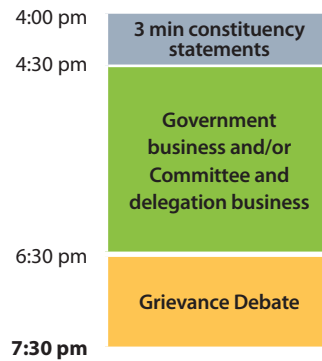 4:00 pm
3 min constituency
statements
4:30 pm
Government
business and/or
Committee and
delegation business
6:30 pm
Grievance Debate
7:30 pm